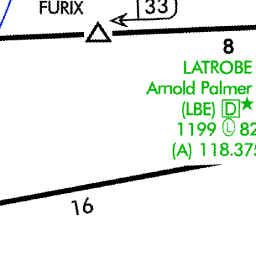 FURIX
33
8
LATROBE
Arnold Palmer
(LBE) D★
1199 Ⓛ 82
(A) 118.375
16